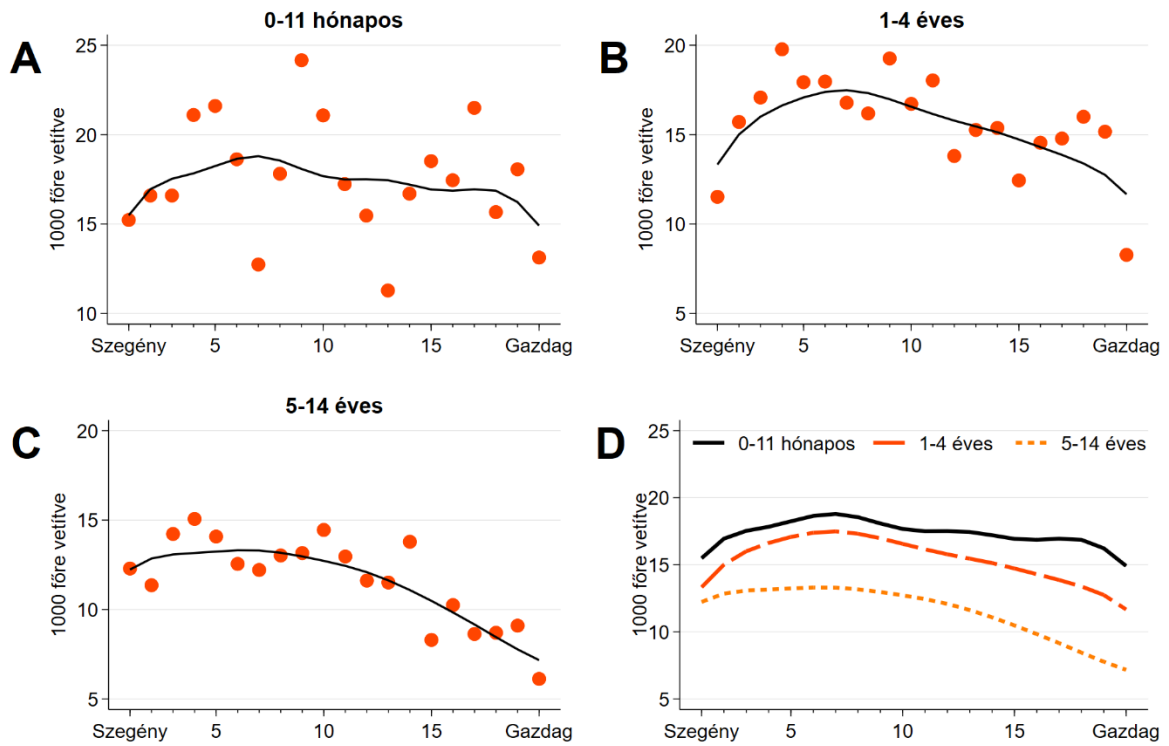 A
0-11 hónapos
1000 főre vetítve
25
20
15
10
Szegény 5 10 15 Gazdag
B
1-4 éves
1000 főre vetítve
20
15
10
5
Szegény 5 10 15 Gazdag
C
5-14 éves
1000 főre vetítve
20
15
10
5
Szegény 5 10 15 Gazdag
D
0-11 hónapos 1-4 éves 5-14 éves
1000 főre vetítve
25
20
15
10
5
Szegény 5 10 15 Gazdag